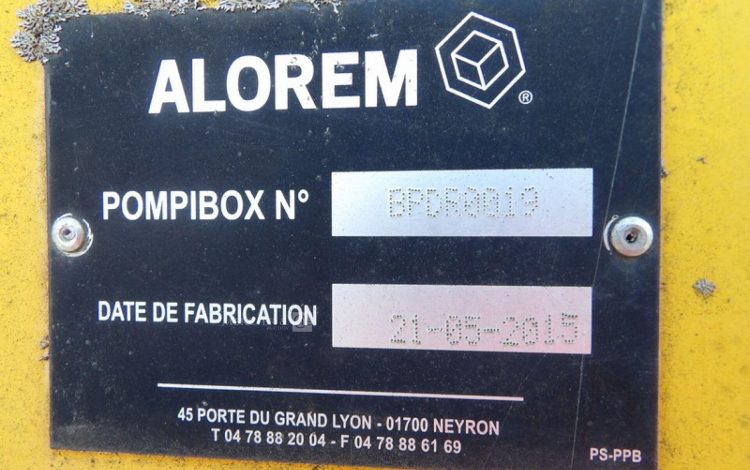 ALOREM ®
POMPIBOX N° BPDR0019
DATE DE FABRICATION 21-05-2015
45 PORTE DU GRAND LYON - 01700 NEYRON
T 04 78 88 20 04 - F 04 78 88 61 69
PS-PPB